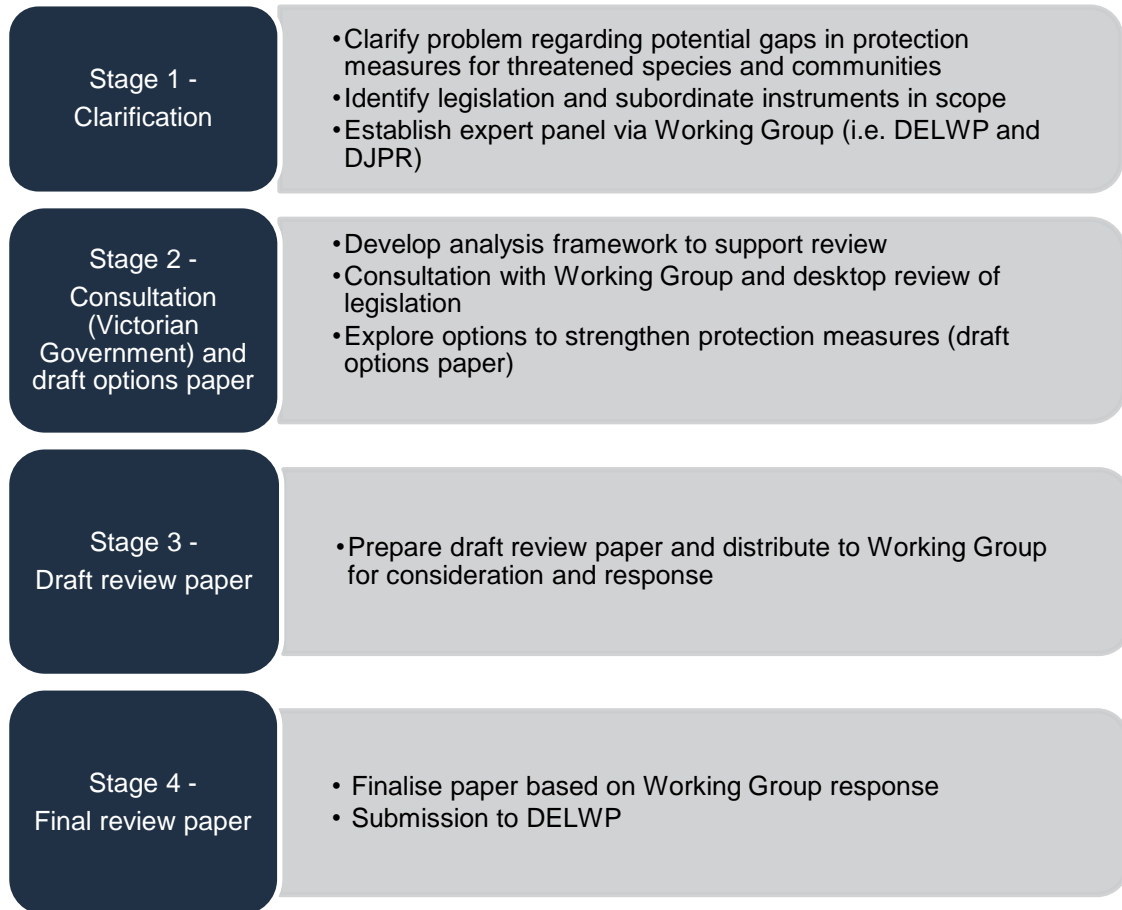 Stage 1 -
Clarification
•Clarify problem regarding potential gaps in protection
measures for threatened species and communities
•Identify legislation and subordinate instruments in scope
•Establish expert panel via Working Group (i.e. DELWP and
DJPR)
Stage 2 -
Consultation
(Victorian
Government) and
draft options paper
•Develop analysis framework to support review
•Consultation with Working Group and desktop review of
legislation
•Explore options to strengthen protection measures (draft
options paper)
Stage 3 -
Draft review paper
•Prepare draft review paper and distribute to Working Group
for consideration and response
Stage 4 -
Final review paper
• Finalise paper based on Working Group response
• Submission to DELWP